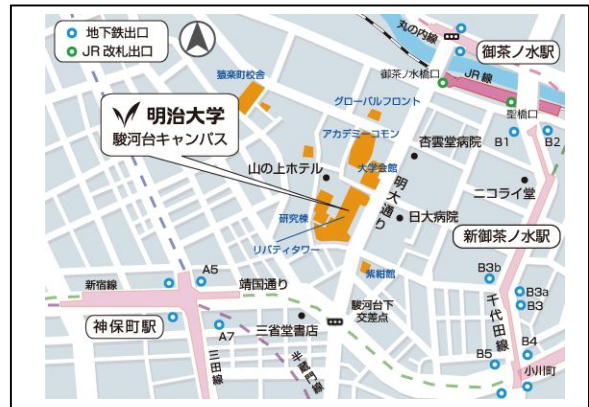 地下鉄出口
JR 改札出口
丸の内線
御茶ノ水駅
御茶ノ水橋口
JR 線
聖橋口
猿楽町校舎
グローバルフロント
明治大学
駿河台キャンパス
アカデミーコモン
杏雲堂病院
B1
B2
山の上ホテル
大学会館
明大通り
ニコライ堂
研究棟
日大病院
リバティタワー
新御茶ノ水駅
紫紺館
B3b
新宿線
A5
靖国通り
B3a
B3
駿河台下
交差点
千代田線
神保町駅
A7
三省堂書店
三田線
半蔵門線
B5
B4
小川町